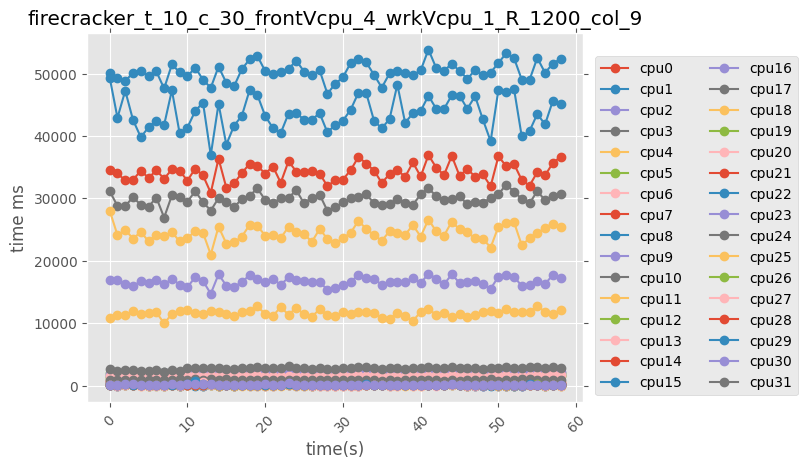 firecracker_t_10_c_30_frontVcpu_4_wrkVcpu_1_R_1200_col_9
time ms
50000
40000
30000
20000
10000
0
0
10
20
30
40
50
60
time(s)
cpu0
cpu1
cpu2
cpu3
cpu4
cpu5
cpu6
cpu7
cpu8
cpu9
cpu10
cpu11
cpu12
cpu13
cpu14
cpu15
cpu16
cpu17
cpu18
cpu19
cpu20
cpu21
cpu22
cpu23
cpu24
cpu25
cpu26
cpu27
cpu28
cpu29
cpu30
cpu31